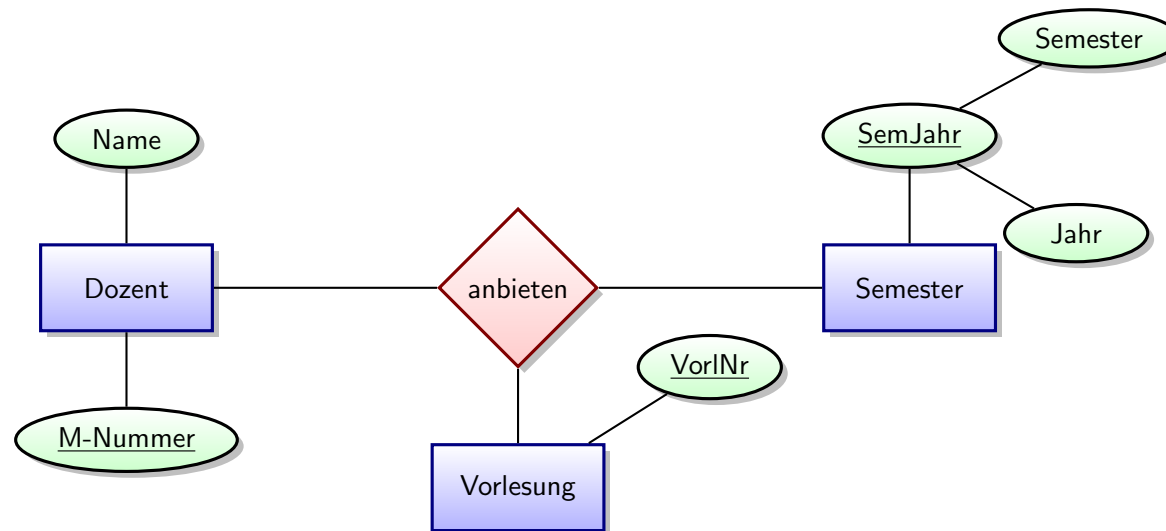 Semester
Name
SemJahr
Jahr
Dozent
anbieten
Semester
VorlNr
M-Nummer
Vorlesung